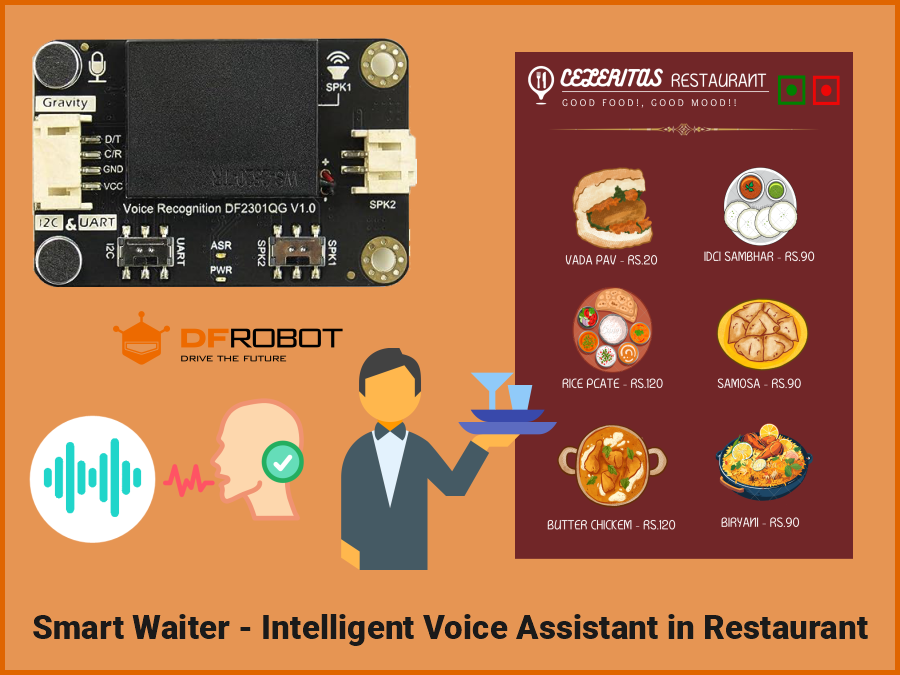 SPK1
Gravity
D/T
C/R
GND
VCC
+
-
SPK2
Voice Recognition DF2301QG V1.0
I2C & UART
I2C
UART
ASR
PWR
SPK2
SPK1
DFROBOT
DRIVE THE FUTURE
CELERITAS RESTAURANT
GOOD FOOD!, GOOD MOOD!!
VADA PAV - RS.20
IDCI SAMBHAR - RS.90
RICE PCATE - RS.120
SAMOSA - RS.90
BUTTER CHICKEM - RS.120
BIRYANI - RS.90
Smart Waiter - Intelligent Voice Assistant in Restaurant